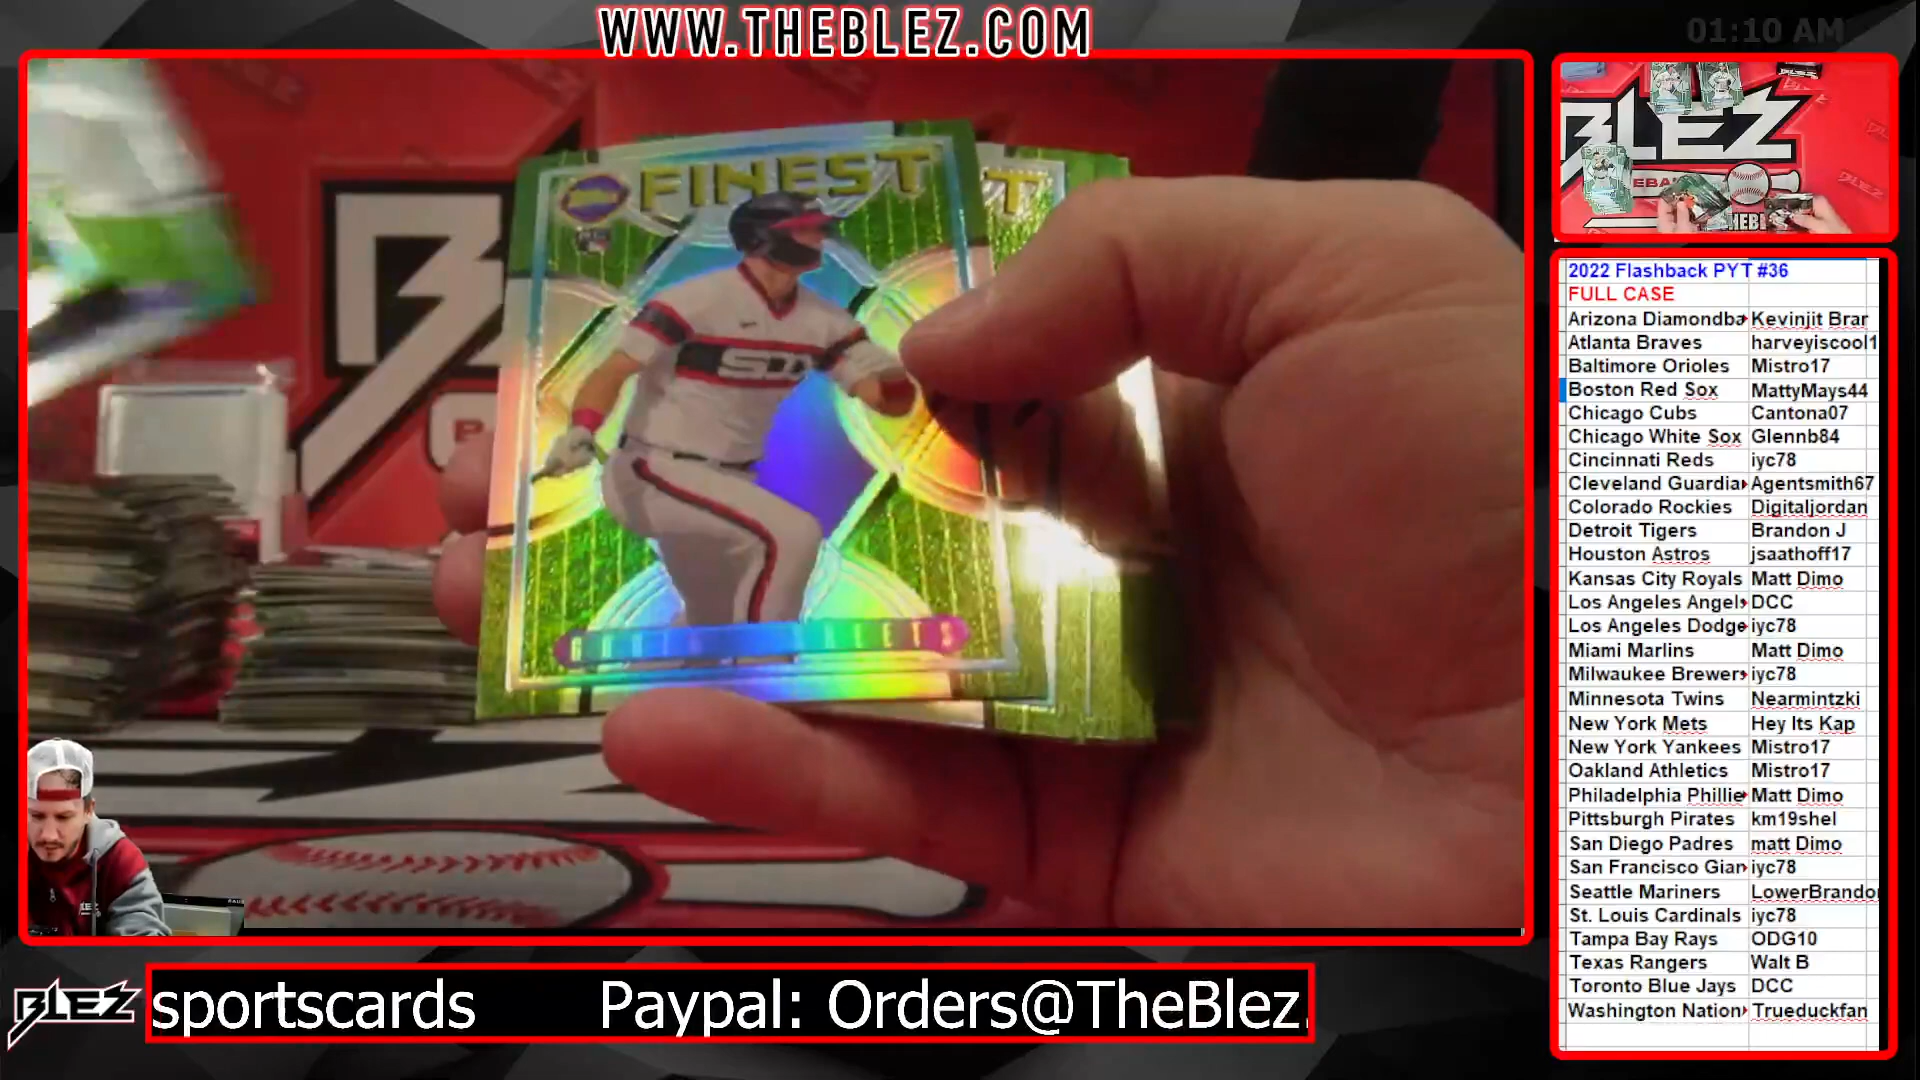 WWW.THEBLEZ.COM
01:10 AM
FINEST
T
SOX
BLEZ
2022 Flashback PYT #36
FULL CASE
Arizona Diamondba Kevinjit Brar
Atlanta Braves harveyiscool1
Baltimore Orioles Mistro17
Boston Red Sox MattyMays44
Chicago Cubs Cantona07
Chicago White Sox Glennb84
Cincinnati Reds iyc78
Cleveland Guardia Agentsmith67
Colorado Rockies Digitaljordan
Detroit Tigers Brandon J
Houston Astros jsaathoff17
Kansas City Royals Matt Dimo
Los Angeles Angels DCC
Los Angeles Dodge iyc78
Miami Marlins Matt Dimo
Milwaukee Brewers iyc78
Minnesota Twins Nearmintzki
New York Mets Hey Its Kap
New York Yankees Mistro17
Oakland Athletics Mistro17
Philadelphia Phillie Matt Dimo
Pittsburgh Pirates km19shel
San Diego Padres matt Dimo
San Francisco Gian iyc78
Seattle Mariners LowerBrandon
St. Louis Cardinals iyc78
Tampa Bay Rays ODG10
Texas Rangers Walt B
Toronto Blue Jays DCC
Washington Nation Trueduckfan
BLEZ
sportscards Paypal: Orders@TheBlez.